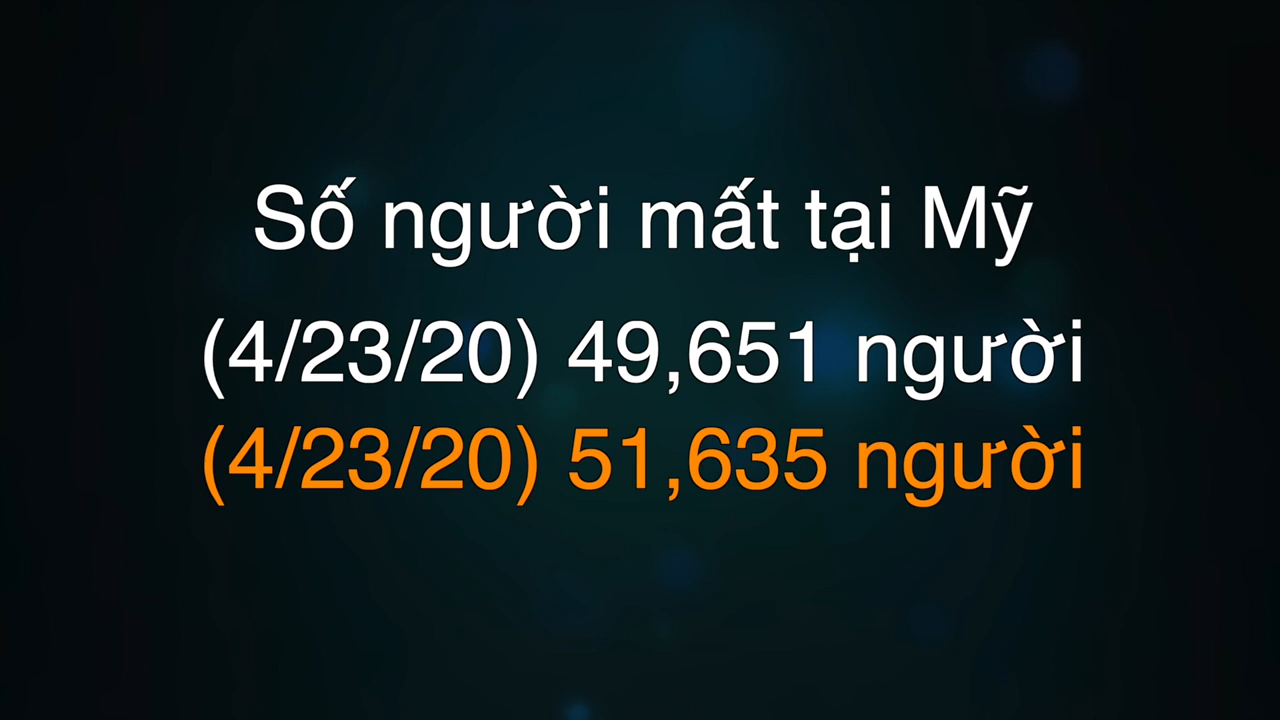 Số người mất tại Mỹ
(4/23/20) 49,651 người
(4/23/20) 51,635 người